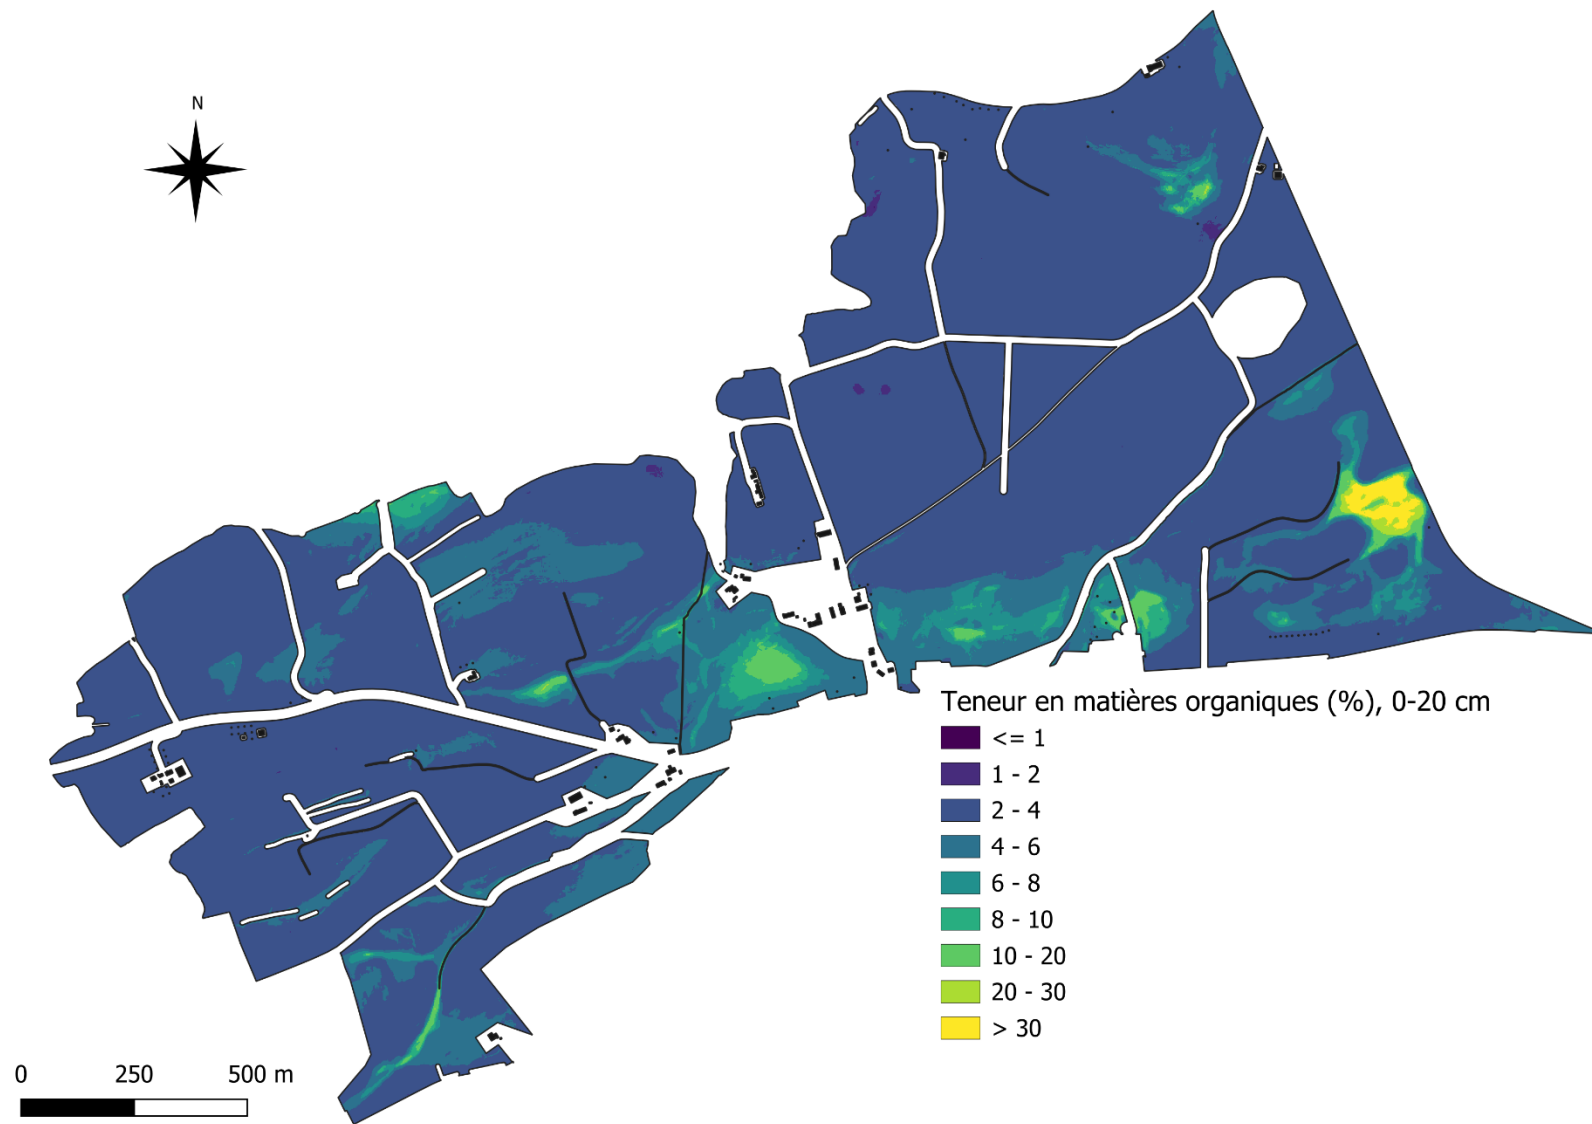 N
Teneur en matières organiques (%), 0-20 cm
<= 1
1 - 2
2 - 4
4 - 6
6 - 8
8 - 10
10 - 20
20 - 30
> 30
0 250 500 m